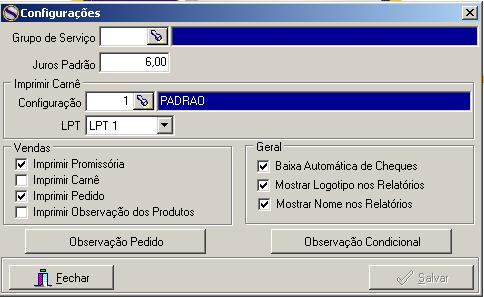 Configurações
Grupo de Serviço
Juros Padrão 6,00
Imprimir Carnê
Configuração 1 PADRAO
LPT LPT 1
Vendas
Imprimir Promissória
Imprimir Carnê
Imprimir Pedido
Imprimir Observação dos Produtos
Geral
Baixa Automática de Cheques
Mostrar Logotipo nos Relatórios
Mostrar Nome nos Relatórios
Observação Pedido
Observação Condicional
Fechar
Salvar